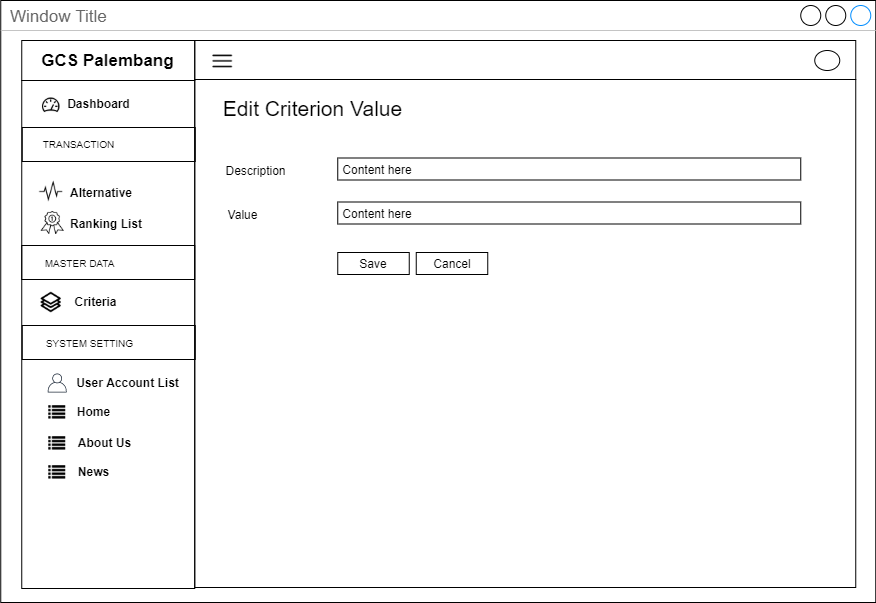 Window Title
GCS Palembang
Dashboard
TRANSACTION
Alternative
Ranking List
MASTER DATA
Criteria
SYSTEM SETTING
User Account List
Home
About Us
News
Edit Criterion Value
Description
Content here
Value
Content here
Save
Cancel